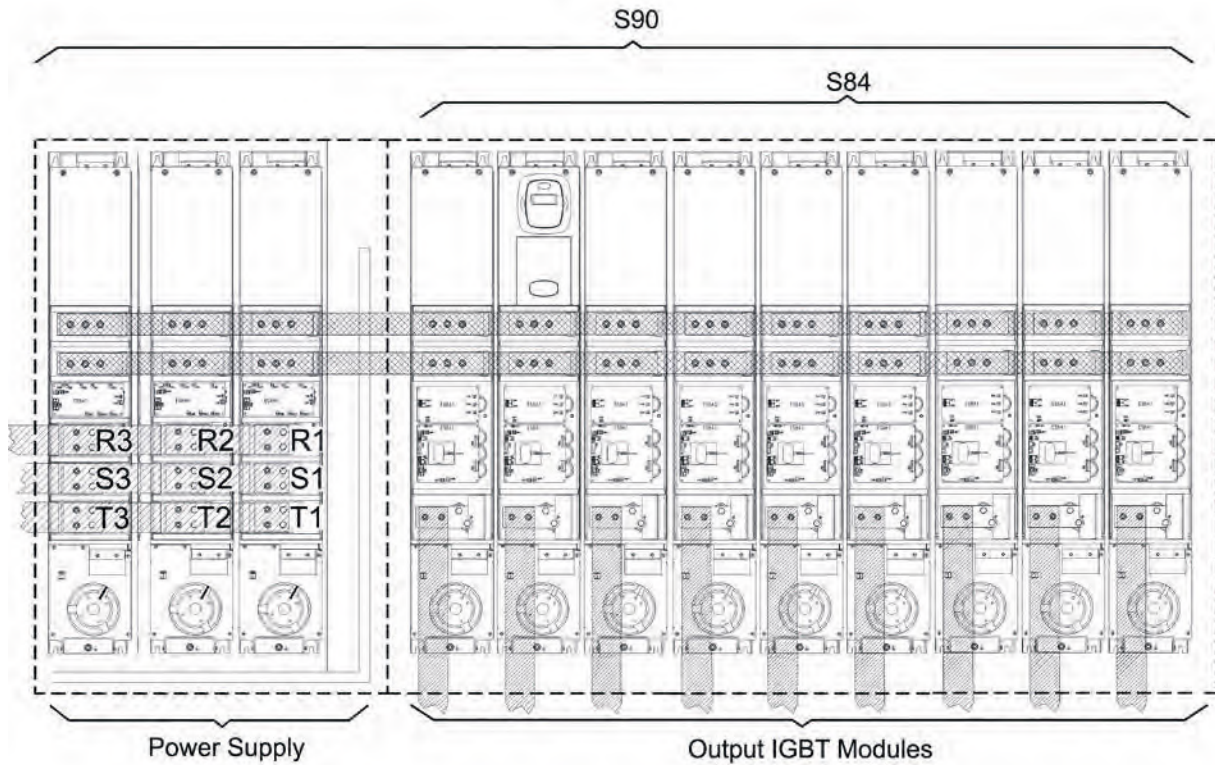 S90
S84
R3 R2 R1
S3 S2 S1
T3 T2 T1
Power Supply
Output IGBT Modules